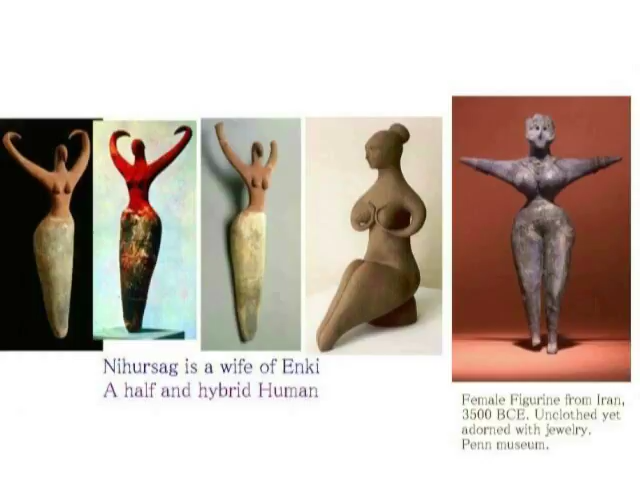 Nihursag is a wife of Enki
A half and hybrid Human
Female Figurine from Iran,
3500 BCE. Unclothed yet
adorned with jewelry.
Penn museum.